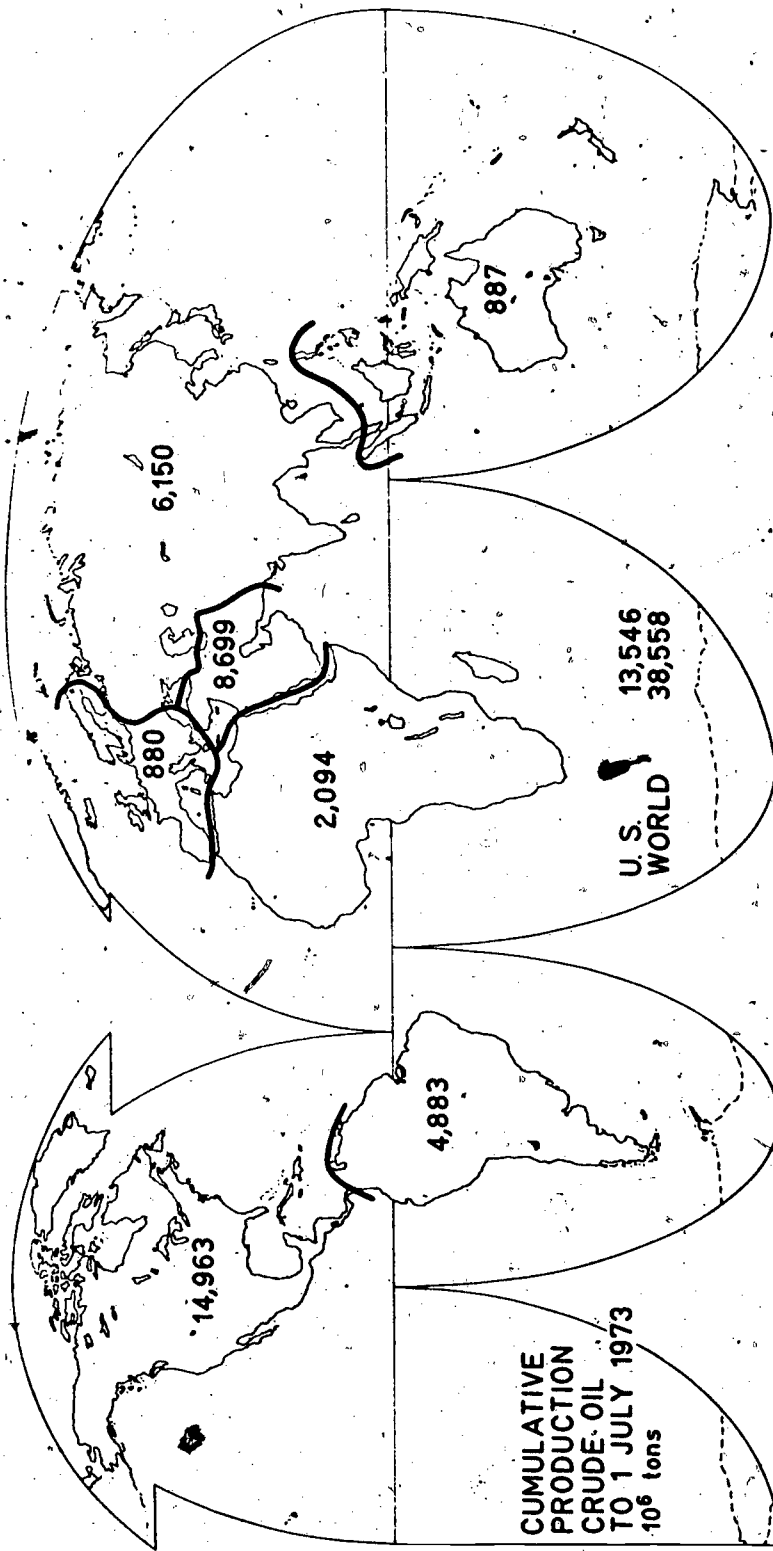 14,963
4,883
880
8,699
6,150
2,094
887
CUMULATIVE
PRODUCTION
CRUDE OIL
TO 1 JULY 1973
10⁶ tons
U.S. 13,546
WORLD 38,558